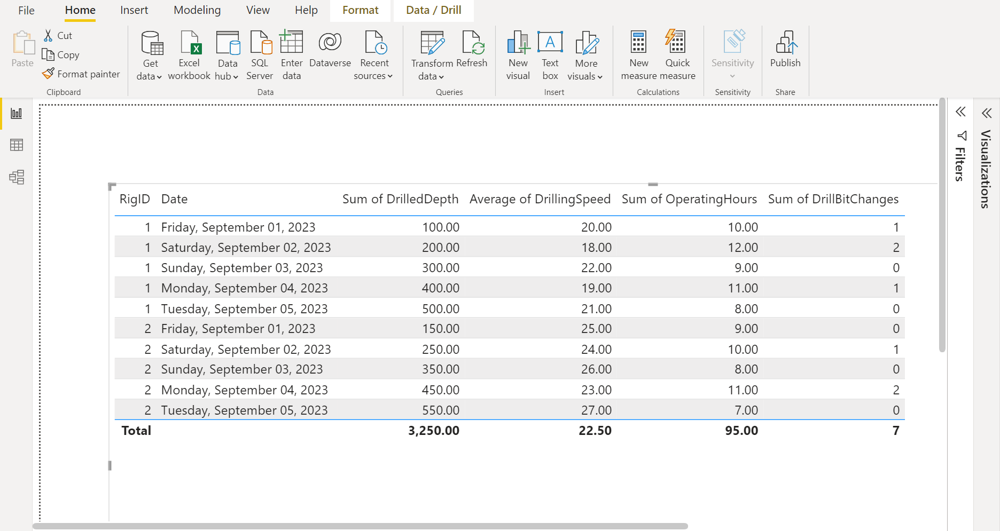 File Home Insert Modeling View Help Format Data / Drill
Paste
Cut
Copy
Format painter
Clipboard
Get data
Excel workbook
Data hub
SQL Server
Enter data
Dataverse
Recent sources
Data
Transform data
Refresh
Queries
New visual
A
Text box
More visuals
Insert
New measure
Quick measure
Calculations
Sensitivity
Sensitivity
Publish
Share
Filters
Visualizations
RigID Date Sum of DrilledDepth Average of DrillingSpeed Sum of OperatingHours Sum of DrillBitChanges
1 Friday, September 01, 2023 100.00 20.00 10.00 1
1 Saturday, September 02, 2023 200.00 18.00 12.00 2
1 Sunday, September 03, 2023 300.00 22.00 9.00 0
1 Monday, September 04, 2023 400.00 19.00 11.00 1
1 Tuesday, September 05, 2023 500.00 21.00 8.00 0
2 Friday, September 01, 2023 150.00 25.00 9.00 0
2 Saturday, September 02, 2023 250.00 24.00 10.00 1
2 Sunday, September 03, 2023 350.00 26.00 8.00 0
2 Monday, September 04, 2023 450.00 23.00 11.00 2
2 Tuesday, September 05, 2023 550.00 27.00 7.00 0
Total 3,250.00 22.50 95.00 7